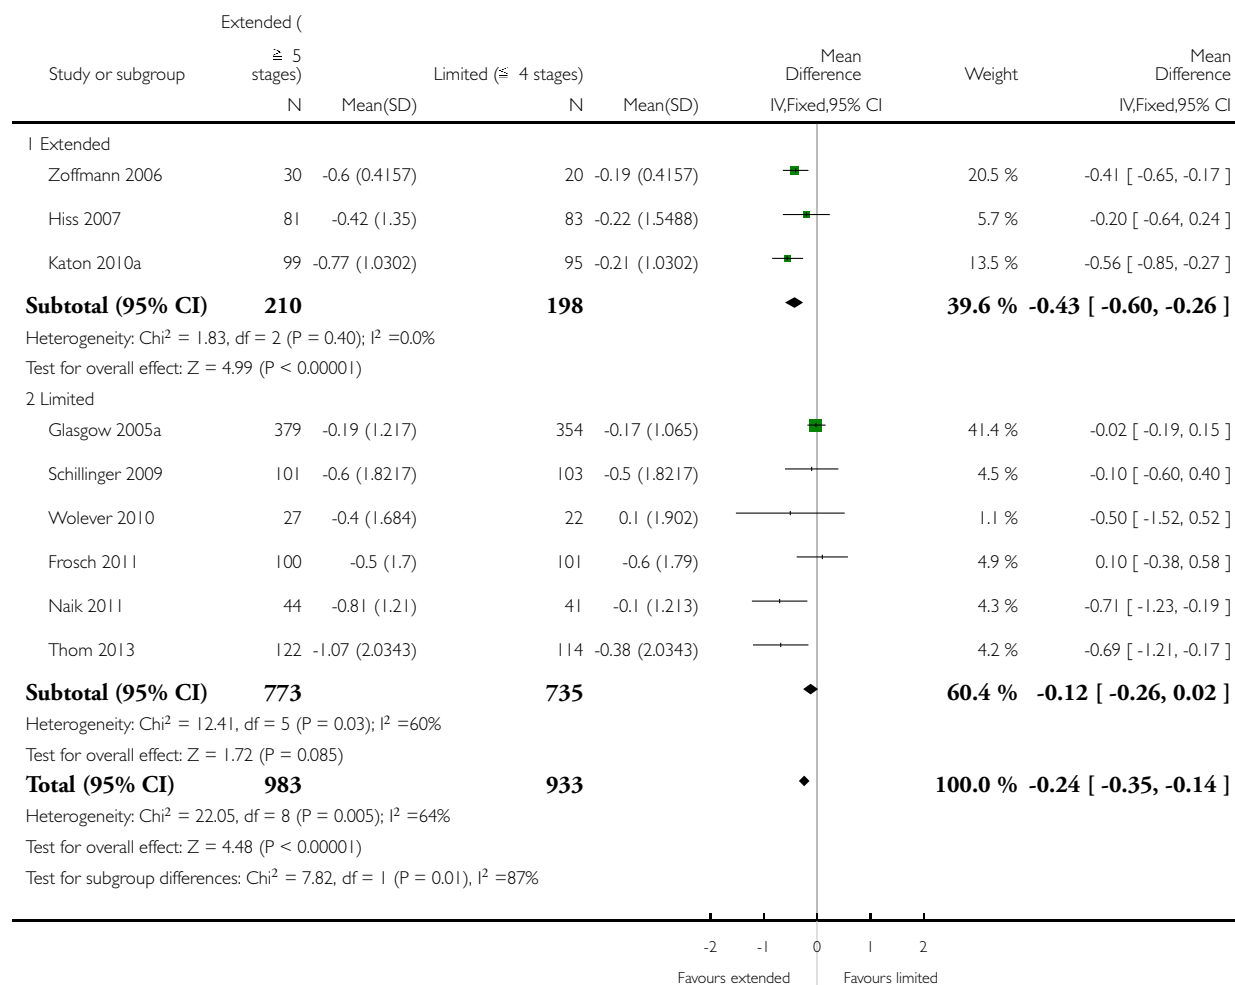 Extended (
≧ 5
stages)
Study or subgroup Limited (≦ 4 stages) Mean Difference Weight Mean Difference
N Mean(SD) N Mean(SD) IV,Fixed,95% CI IV,Fixed,95% CI
1 Extended
Zoffmann 2006 30 -0.6 (0.4157) 20 -0.19 (0.4157) 20.5 % -0.41 [ -0.65, -0.17 ]
Hiss 2007 81 -0.42 (1.35) 83 -0.22 (1.5488) 5.7 % -0.20 [ -0.64, 0.24 ]
Katon 2010a 99 -0.77 (1.0302) 95 -0.21 (1.0302) 13.5 % -0.56 [ -0.85, -0.27 ]
Subtotal (95% CI) 210 198 39.6 % -0.43 [ -0.60, -0.26 ]
Heterogeneity: Chi² = 1.83, df = 2 (P = 0.40); I² =0.0%
Test for overall effect: Z = 4.99 (P < 0.00001)
2 Limited
Glasgow 2005a 379 -0.19 (1.217) 354 -0.17 (1.065) 41.4 % -0.02 [ -0.19, 0.15 ]
Schillinger 2009 101 -0.6 (1.8217) 103 -0.5 (1.8217) 4.5 % -0.10 [ -0.60, 0.40 ]
Wolever 2010 27 -0.4 (1.684) 22 0.1 (1.902) 1.1 % -0.50 [ -1.52, 0.52 ]
Frosch 2011 100 -0.5 (1.7) 101 -0.6 (1.79) 4.9 % 0.10 [ -0.38, 0.58 ]
Naik 2011 44 -0.81 (1.21) 41 -0.1 (1.213) 4.3 % -0.71 [ -1.23, -0.19 ]
Thom 2013 122 -1.07 (2.0343) 114 -0.38 (2.0343) 4.2 % -0.69 [ -1.21, -0.17 ]
Subtotal (95% CI) 773 735 60.4 % -0.12 [ -0.26, 0.02 ]
Heterogeneity: Chi² = 12.41, df = 5 (P = 0.03); I² =60%
Test for overall effect: Z = 1.72 (P = 0.085)
Total (95% CI) 983 933 100.0 % -0.24 [ -0.35, -0.14 ]
Heterogeneity: Chi² = 22.05, df = 8 (P = 0.005); I² =64%
Test for overall effect: Z = 4.48 (P < 0.00001)
Test for subgroup differences: Chi² = 7.82, df = 1 (P = 0.01), I² =87%
-2 -1 0 1 2
Favours extended Favours limited